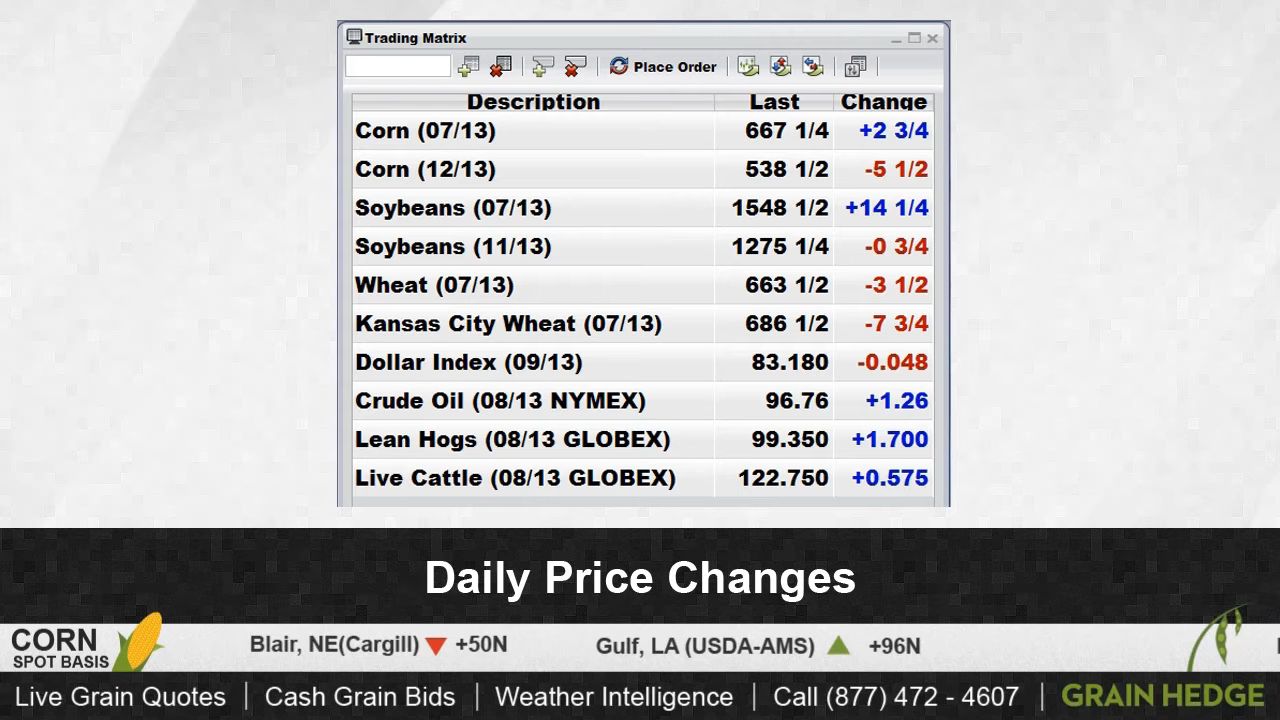 Trading Matrix
Place Order
Description Last Change
Corn (07/13) 667 1/4 +2 3/4
Corn (12/13) 538 1/2 -5 1/2
Soybeans (07/13) 1548 1/2 +14 1/4
Soybeans (11/13) 1275 1/4 -0 3/4
Wheat (07/13) 663 1/2 -3 1/2
Kansas City Wheat (07/13) 686 1/2 -7 3/4
Dollar Index (09/13) 83.180 -0.048
Crude Oil (08/13 NYMEX) 96.76 +1.26
Lean Hogs (08/13 GLOBEX) 99.350 +1.700
Live Cattle (08/13 GLOBEX) 122.750 +0.575
Daily Price Changes
CORN
SPOT BASIS
Blair, NE(Cargill) +50N Gulf, LA (USDA-AMS) +96N
Live Grain Quotes | Cash Grain Bids | Weather Intelligence | Call (877) 472 - 4607 | GRAIN HEDGE